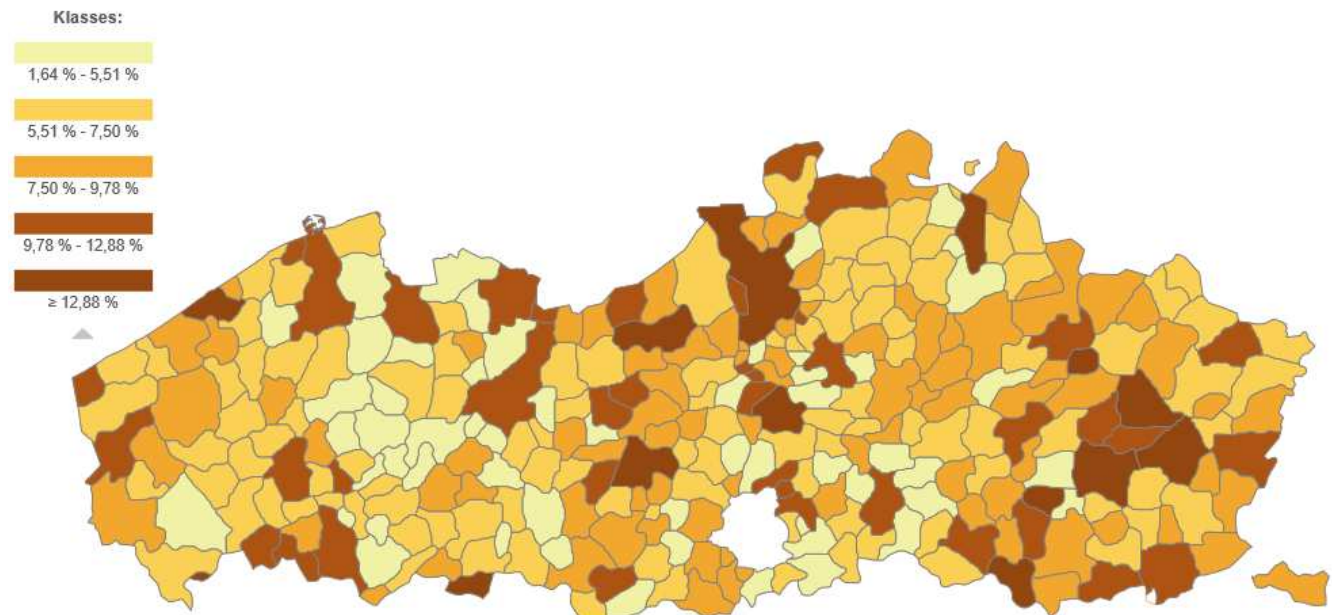 Klasses:
1,64 % - 5,51 %
5,51 % - 7,50 %
7,50 % - 9,78 %
9,78 % - 12,88 %
≥ 12,88 %